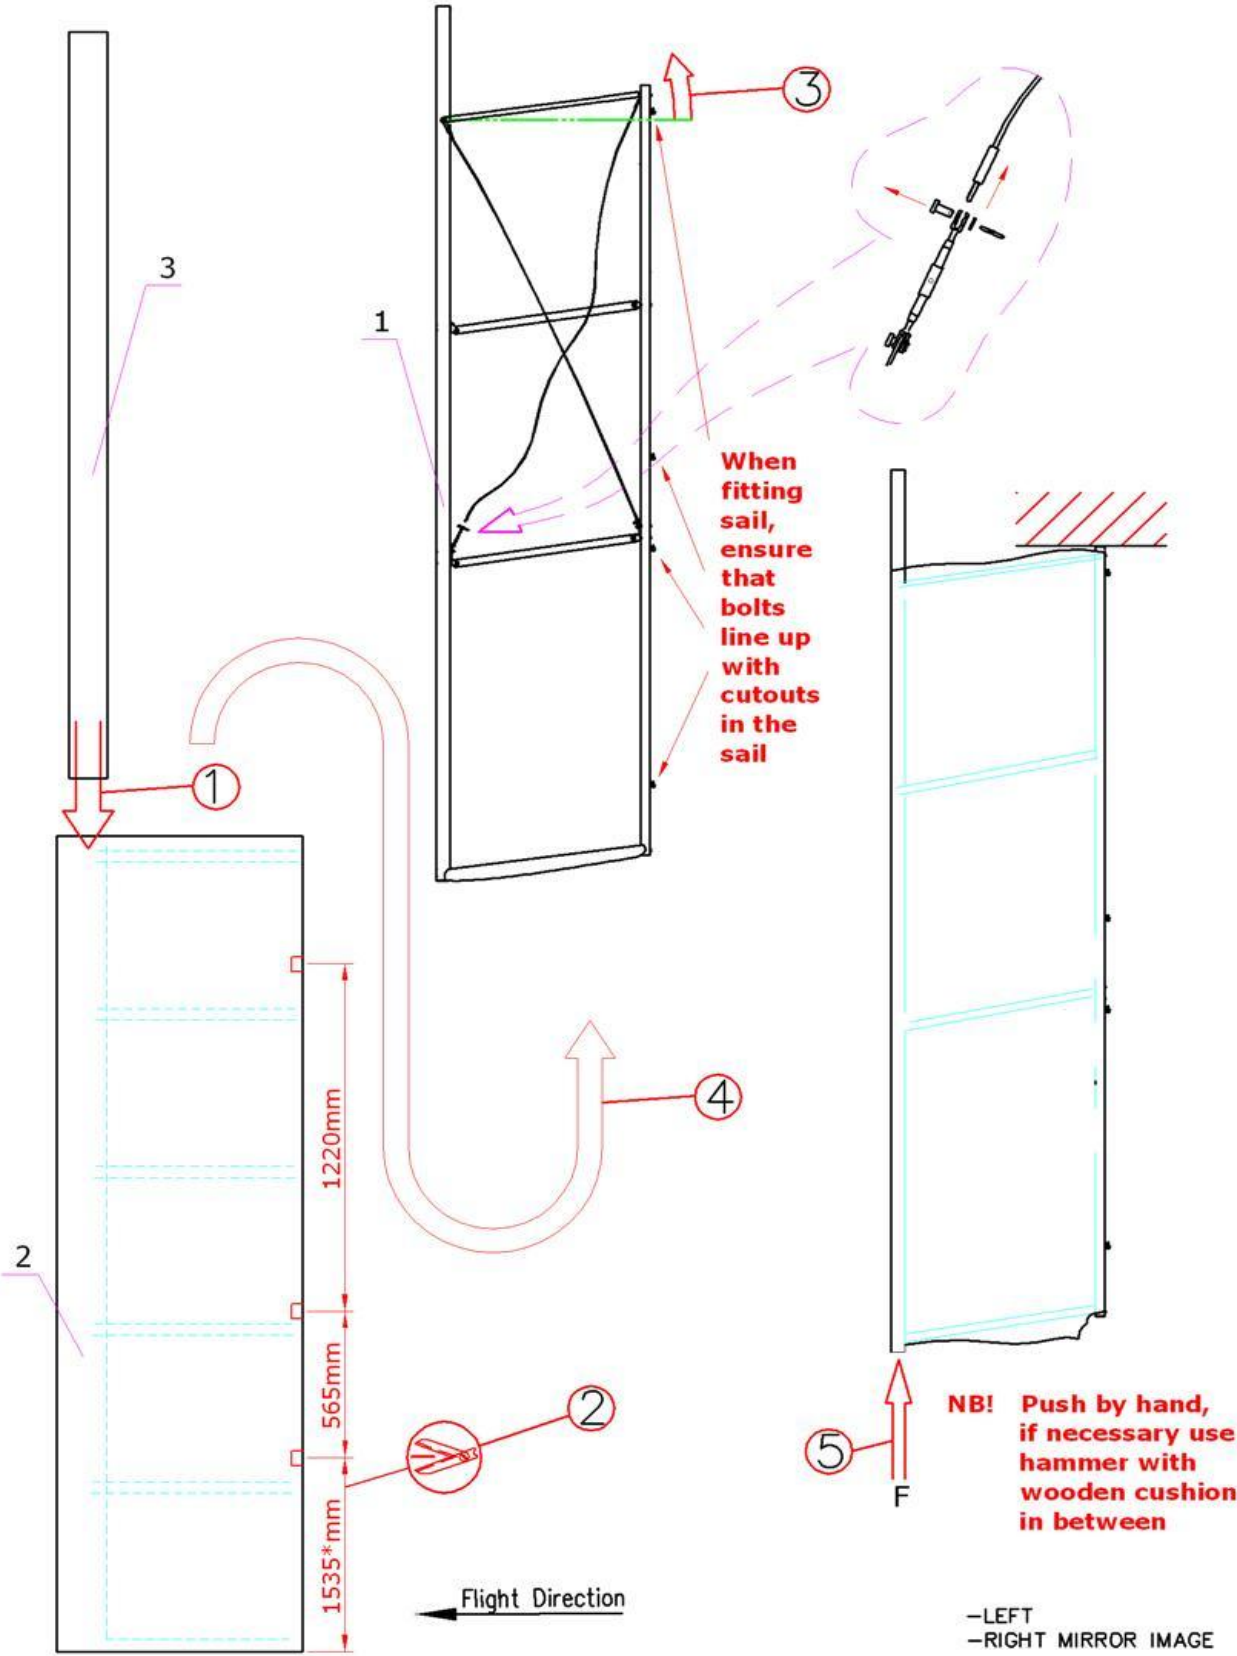 3
3
1
When
fitting
sail,
ensure
that
bolts
line up
with
cutouts
in the
sail
1
4
1220mm
2
565mm
2
NB! Push by hand,
if necessary use
hammer with
wooden cushion
in between
5
F
1535*mm
Flight Direction
-LEFT
-RIGHT MIRROR IMAGE